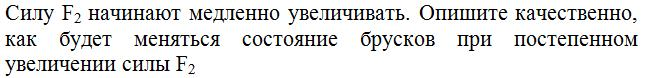 Силу F₂ начинают медленно увеличивать. Опишите качественно,
как будет меняться состояние брусков при постепенном
увеличении силы F₂